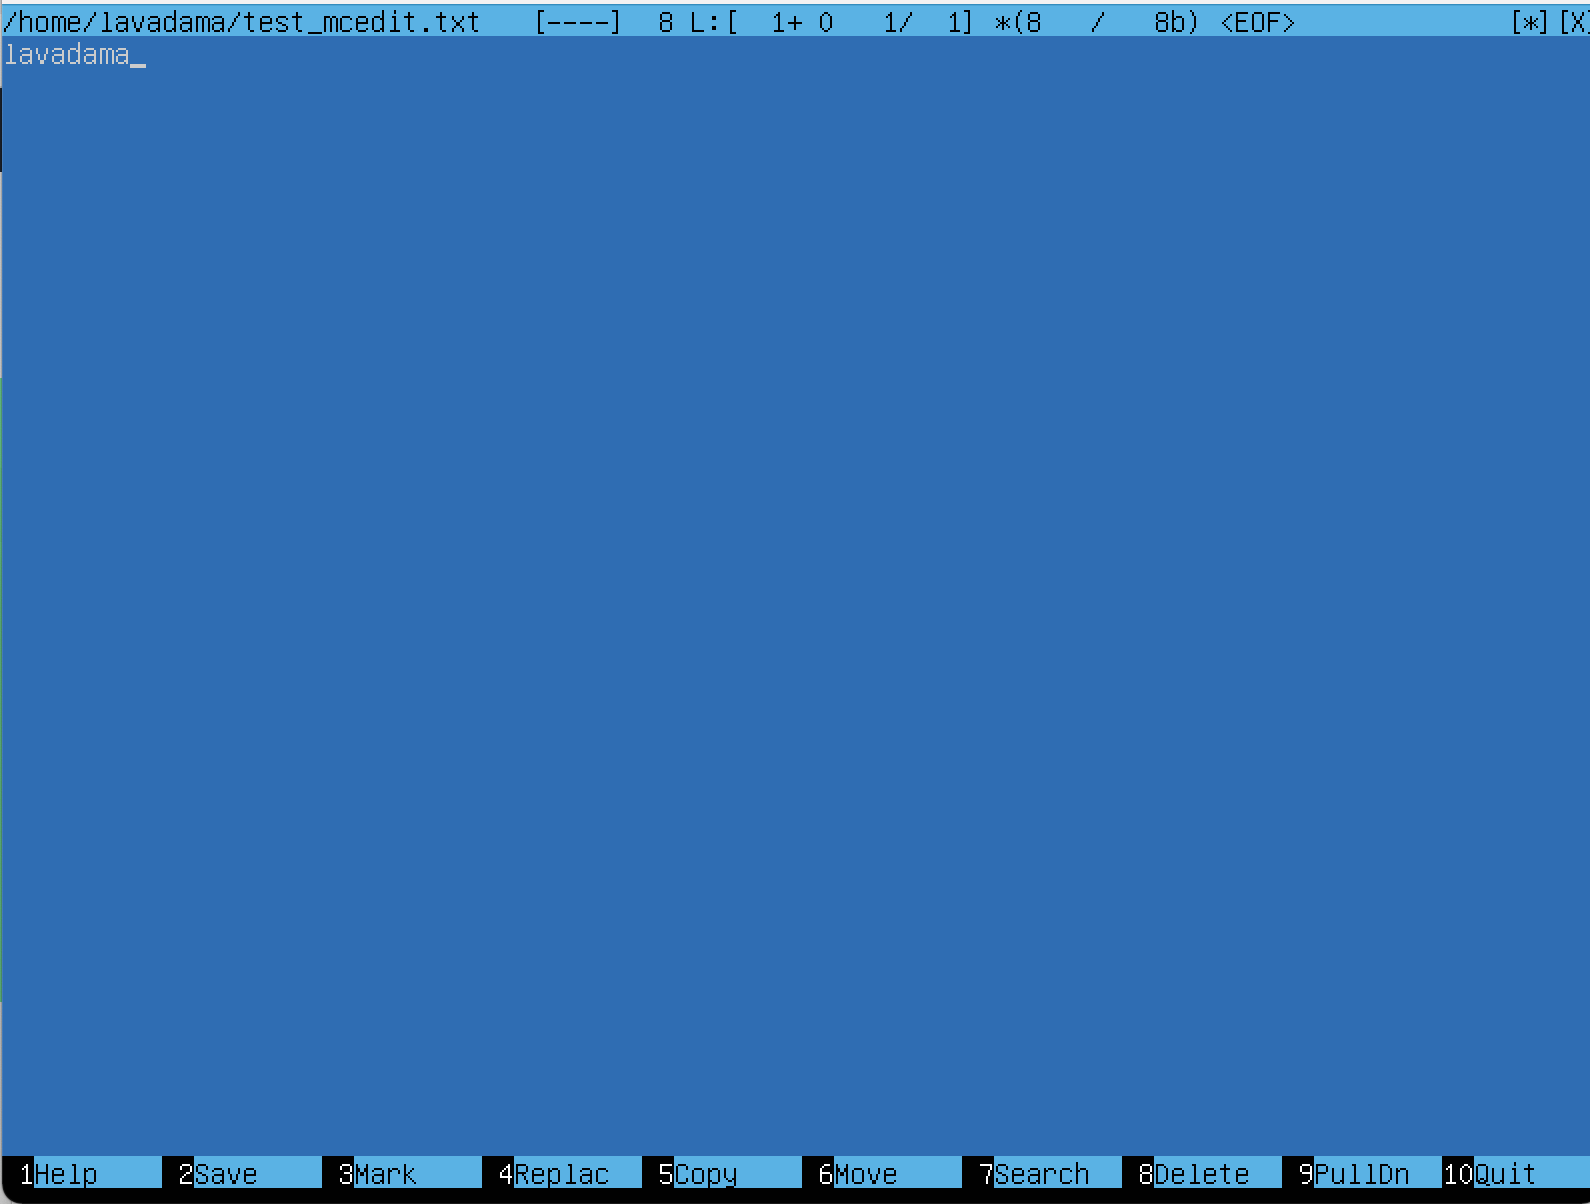 /home/lavadama/test_mcedit.txt   [----]  8 L:[  1+ 0   1/  1] *(8   /   8b) <EOF>   [*][X]
lavadama_
1Help 2Save 3Mark 4Replac 5Copy 6Move 7Search 8Delete 9PullDn 10Quit